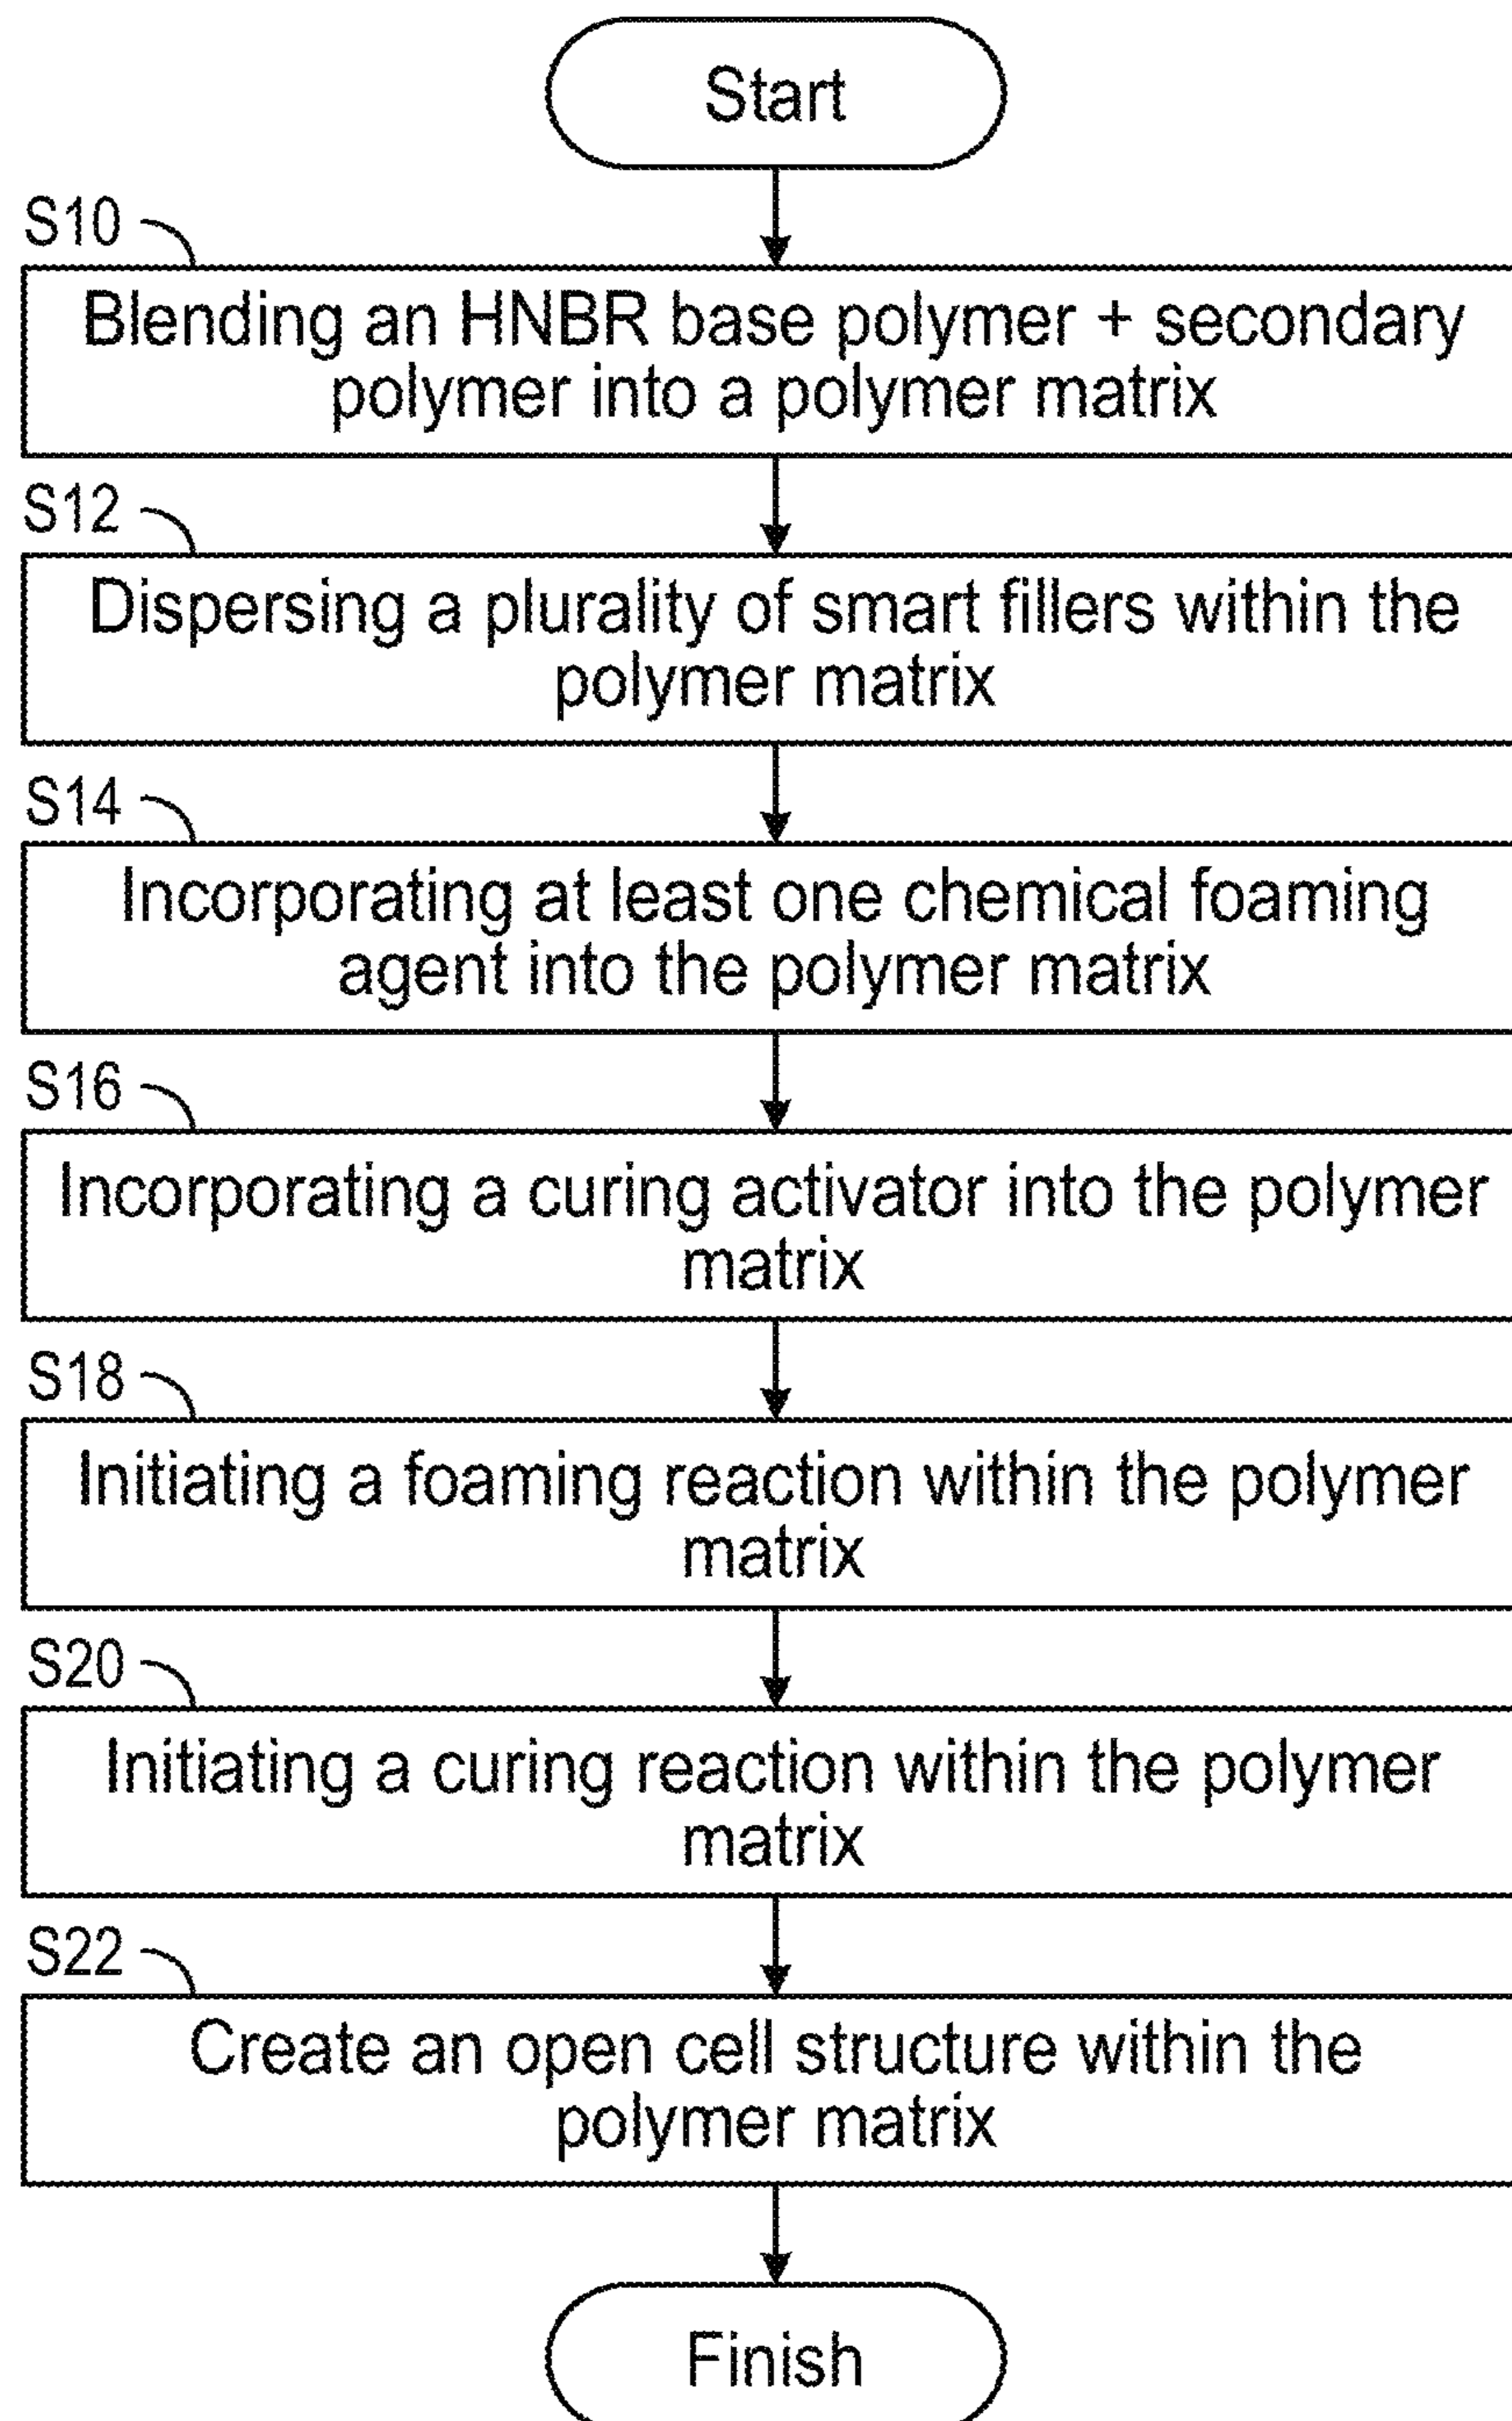 Start
S10
Blending an HNBR base polymer + secondary
polymer into a polymer matrix
S12
Dispersing a plurality of smart fillers within the
polymer matrix
S14
Incorporating at least one chemical foaming
agent into the polymer matrix
S16
Incorporating a curing activator into the polymer
matrix
S18
Initiating a foaming reaction within the polymer
matrix
S20
Initiating a curing reaction within the polymer
matrix
S22
Create an open cell structure within the
polymer matrix
Finish